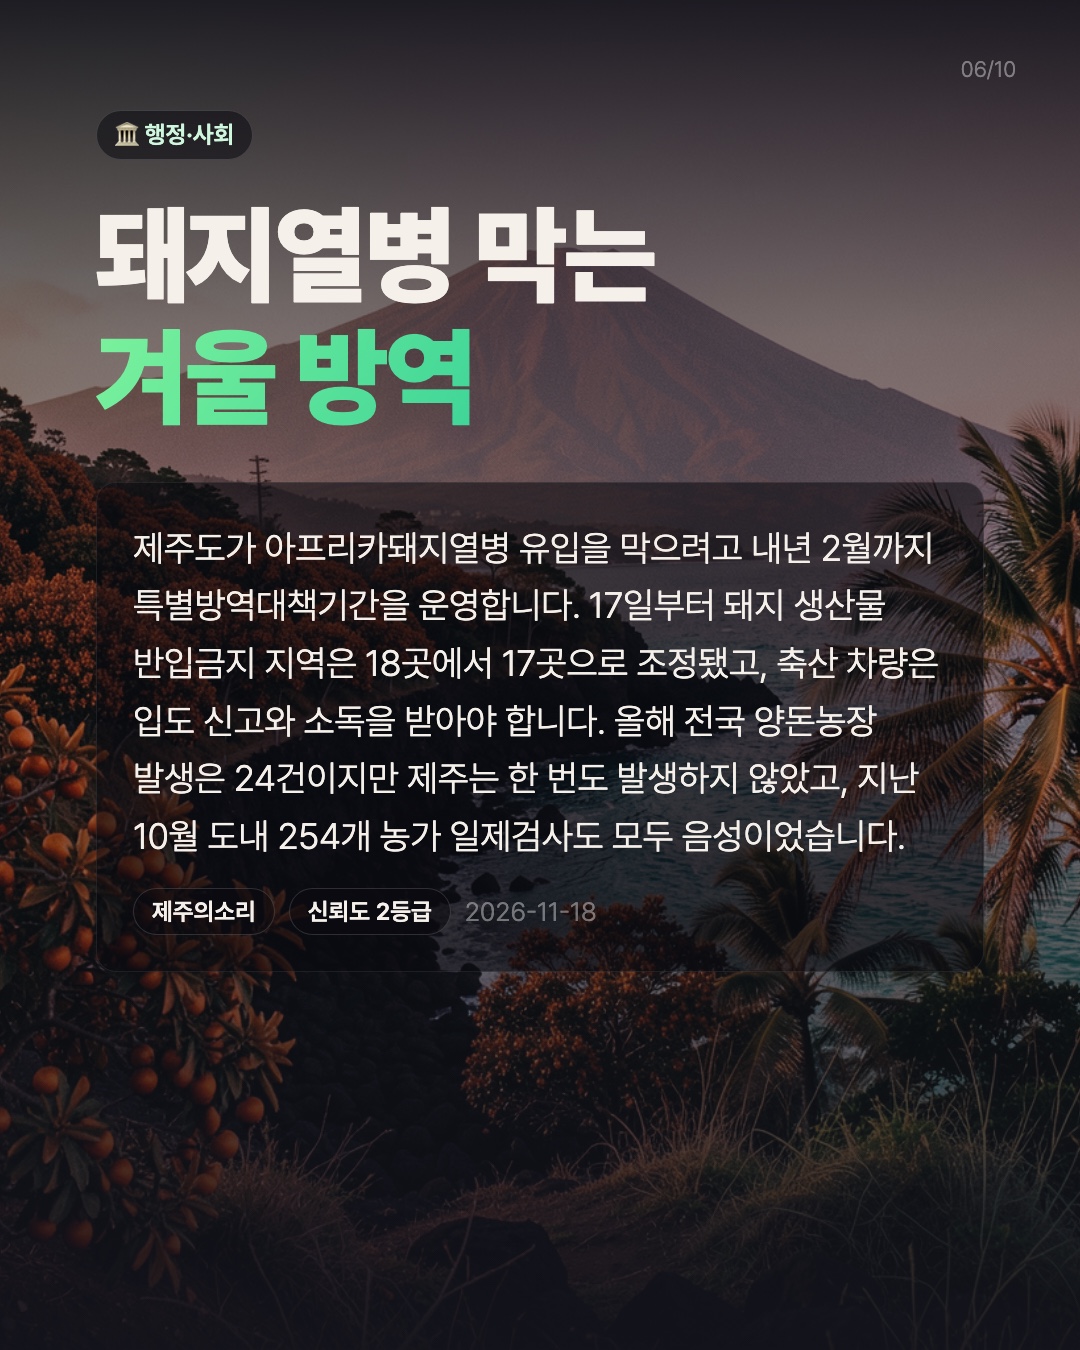 06/10
🏛️ 행정·사회
돼지열병 막는
겨울 방역
제주도가 아프리카돼지열병 유입을 막으려고 내년 2월까지
특별방역대책기간을 운영합니다. 17일부터 돼지 생산물
반입금지 지역은 18곳에서 17곳으로 조정됐고, 축산 차량은
입도 신고와 소독을 받아야 합니다. 올해 전국 양돈농장
발생은 24건이지만 제주는 한 번도 발생하지 않았고, 지난
10월 도내 254개 농가 일제검사도 모두 음성이었습니다.
제주의소리 신뢰도 2등급 2026-11-18